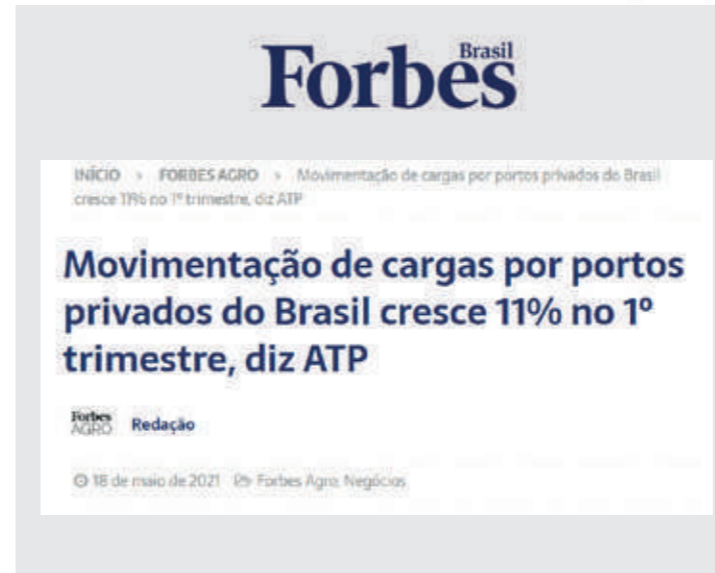 Forbes
Brasil
INÍCIO > FORBES AGRO > Movimentação de cargas por portos privados do Brasil
cresce 11% no 1º trimestre, diz ATP
Movimentação de cargas por portos
privados do Brasil cresce 11% no 1º
trimestre, diz ATP
Forbes
AGRO
Redação
18 de maio de 2021 Forbes Agro, Negócios